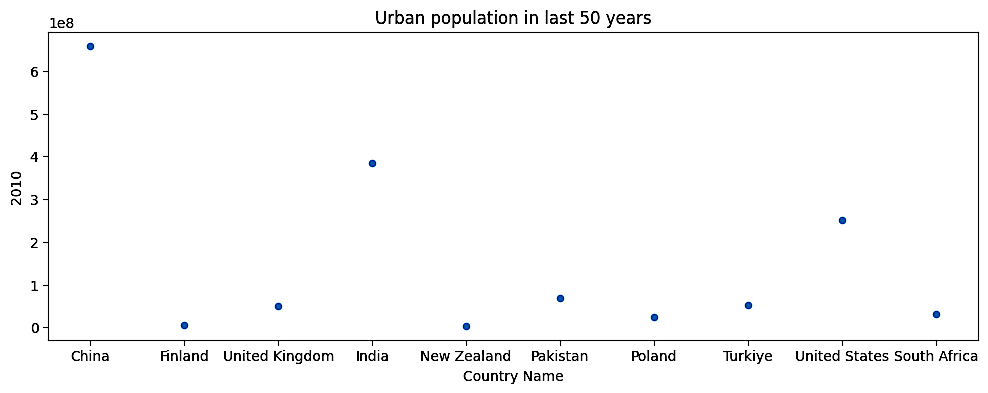 Urban population in last 50 years
1e8
6
5
4
3
2
1
0
2010
China Finland United Kingdom India New Zealand Pakistan Poland Turkiye United States South Africa
Country Name